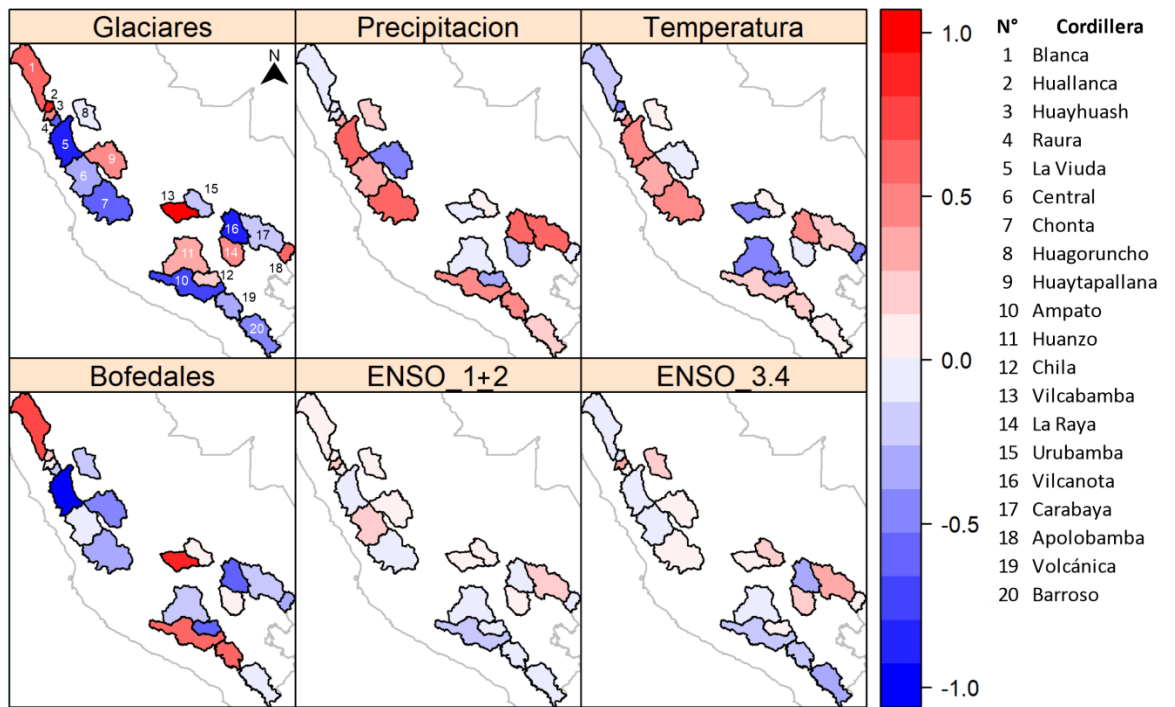 Glaciares
Precipitacion
Temperatura
N
1
2
3
4
5
6
7
8
9
10
11
12
13
14
15
16
17
18
19
20
Bofedales
ENSO_1+2
ENSO_3.4
1.0
0.5
0.0
-0.5
-1.0
N° Cordillera
1 Blanca
2 Huallanca
3 Huayhuash
4 Raura
5 La Viuda
6 Central
7 Chonta
8 Huagoruncho
9 Huaytapallana
10 Ampato
11 Huanzo
12 Chila
13 Vilcabamba
14 La Raya
15 Urubamba
16 Vilcanota
17 Carabaya
18 Apolobamba
19 Volcánica
20 Barroso